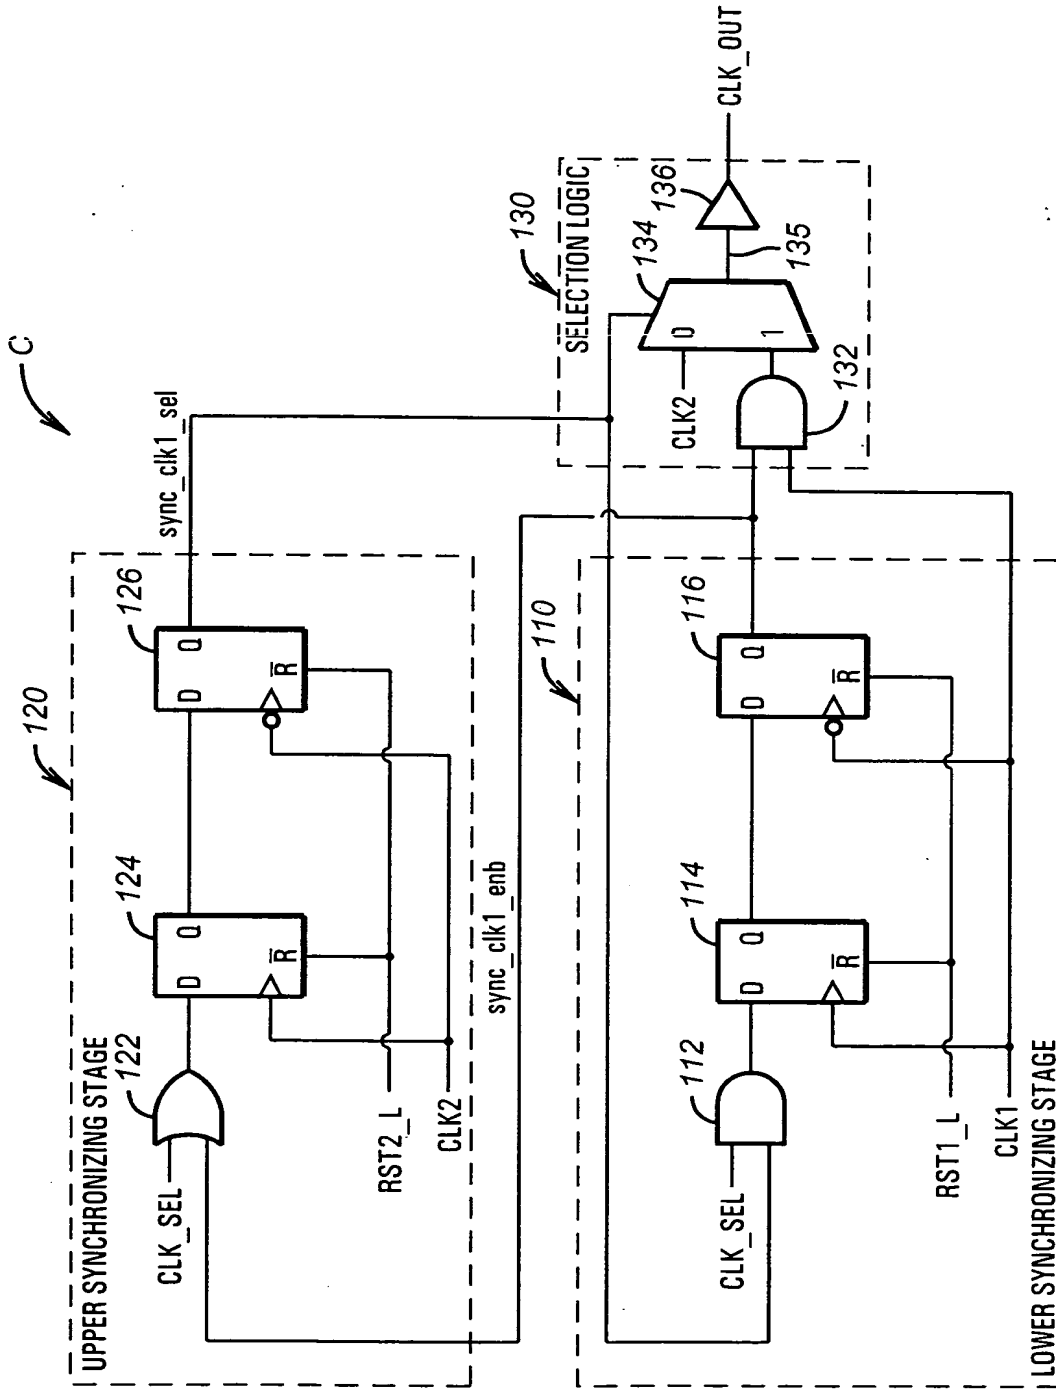 C
120
UPPER SYNCHRONIZING STAGE
122
CLK_SEL
124
D
Q
R
126
D
Q
R
RST2_L
CLK2
sync_clk1_sel
sync_clk1_enb
110
112
CLK_SEL
114
D
Q
R
116
D
Q
R
RST1_L
CLK1
LOWER SYNCHRONIZING STAGE
130
SELECTION LOGIC
CLK2
0
1
132
134
135
136
CLK_OUT